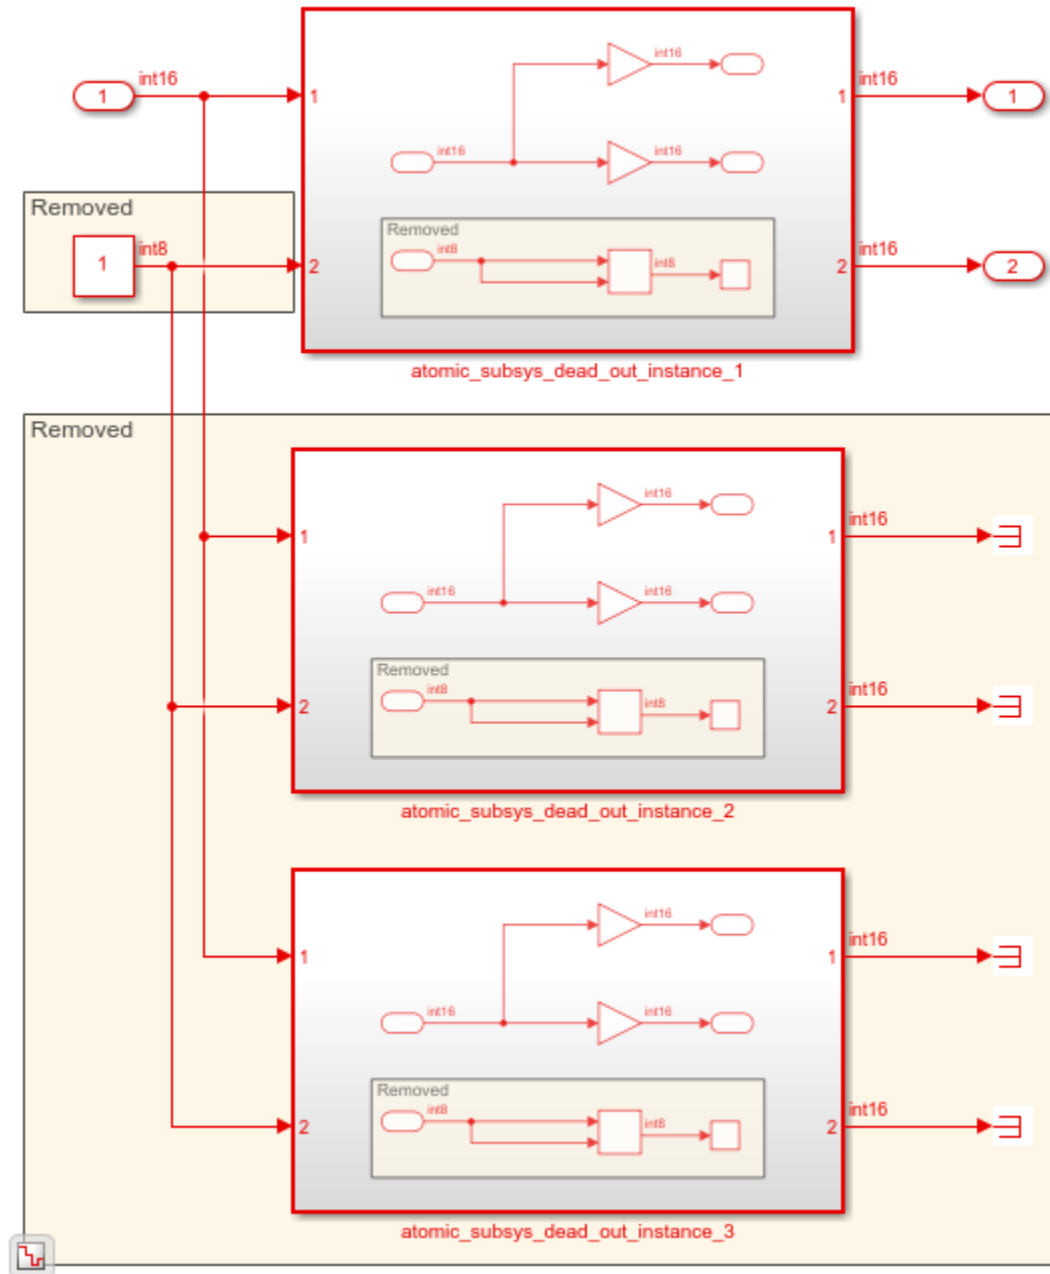 int16
int16
int16
1
1
1
1
int16
int16
Removed
Removed
int8
int8
int8
int16
1
2
2
2
atomic_subsys_dead_out_instance_1
Removed
int16
int16
1
1
int16
int16
Removed
int8
int8
int16
2
2
atomic_subsys_dead_out_instance_2
int16
int16
1
1
int16
int16
Removed
int8
int8
int16
2
2
atomic_subsys_dead_out_instance_3